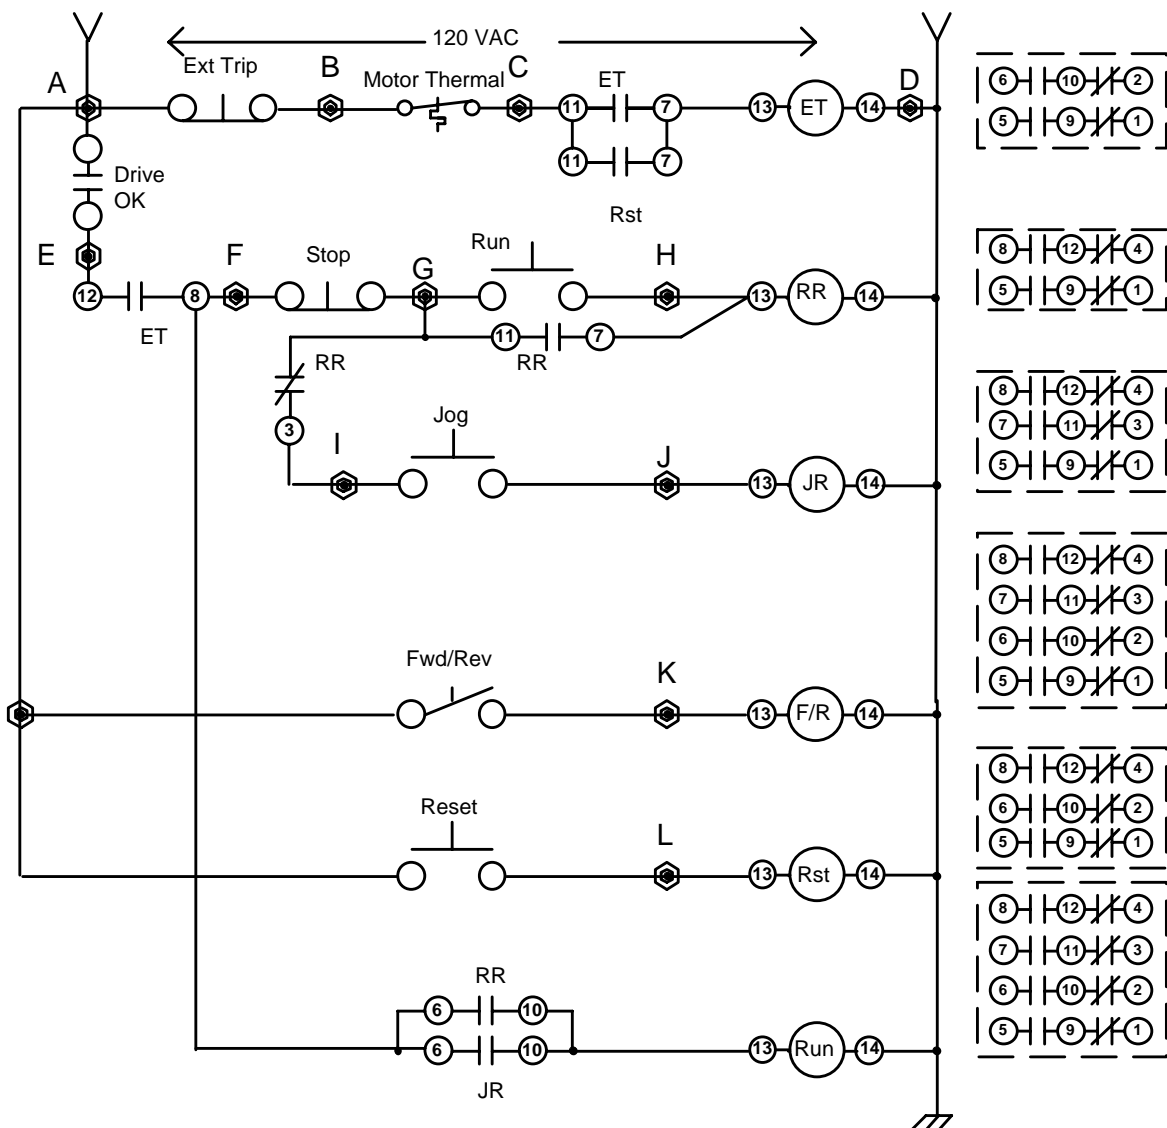 120 VAC
Ext Trip
B
Motor Thermal
C
ET
D
A
11
7
13
ET
14
11
7
Rst
Drive
OK
E
F
Stop
G
Run
H
12
8
13
RR
14
ET
11
7
RR
RR
3
I
Jog
J
13
JR
14
Fwd/Rev
K
13
F/R
14
Reset
L
13
Rst
14
RR
6
10
6
10
13
Run
14
JR
6 10 2
5 9 1
8 12 4
5 9 1
8 12 4
7 11 3
5 9 1
8 12 4
7 11 3
6 10 2
5 9 1
8 12 4
6 10 2
5 9 1
8 12 4
7 11 3
6 10 2
5 9 1